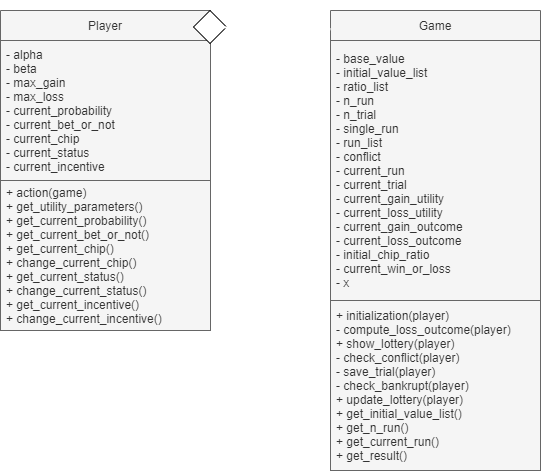 Player
- alpha
- beta
- max_gain
- max_loss
- current_probability
- current_bet_or_not
- current_chip
- current_status
- current_incentive
+ action(game)
+ get_utility_parameters()
+ get_current_probability()
+ get_current_bet_or_not()
+ get_current_chip()
+ change_current_chip()
+ get_current_status()
+ change_current_status()
+ get_current_incentive()
+ change_current_incentive()
Game
- base_value
- initial_value_list
- ratio_list
- n_run
- n_trial
- single_run
- run_list
- conflict
- current_run
- current_trial
- current_gain_utility
- current_loss_utility
- current_gain_outcome
- current_loss_outcome
- initial_chip_ratio
- current_win_or_loss
- x
+ initialization(player)
- compute_loss_outcome(player)
+ show_lottery(player)
- check_conflict(player)
- save_trial(player)
- check_bankrupt(player)
+ update_lottery(player)
+ get_initial_value_list()
+ get_n_run()
+ get_current_run()
+ get_result()